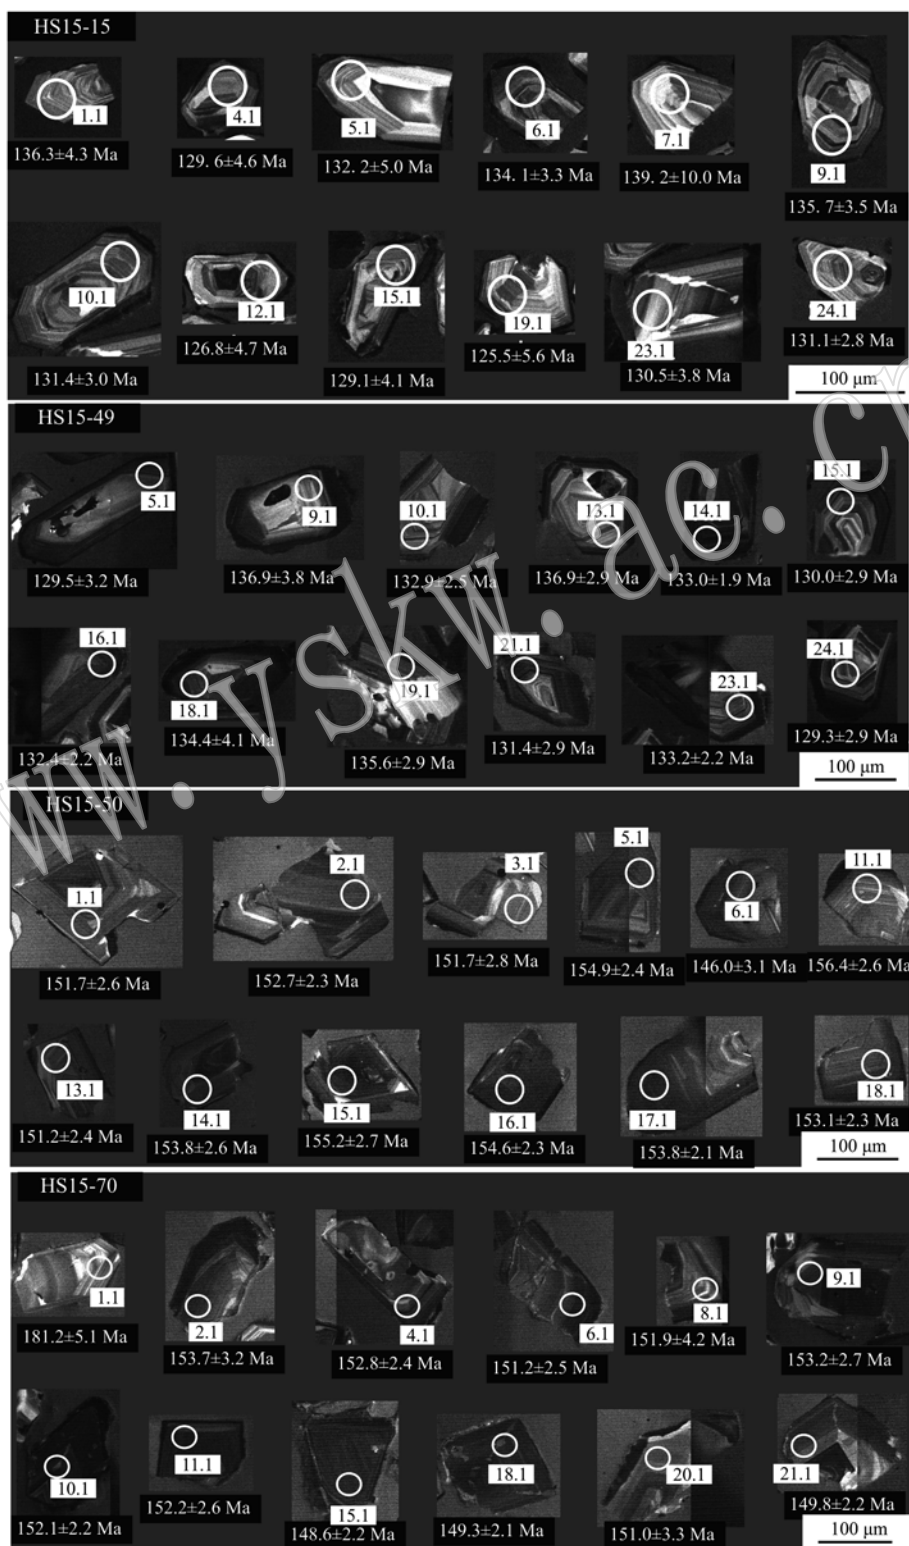 HS15-15
1.1
4.1
5.1
6.1
7.1
9.1
136.3±4.3 Ma
129. 6±4.6 Ma
132. 2±5.0 Ma
134. 1±3.3 Ma
139. 2±10.0 Ma
135. 7±3.5 Ma
10.1
12.1
15.1
19.1
23.1
24.1
131.4±3.0 Ma
126.8±4.7 Ma
129.1±4.1 Ma
125.5±5.6 Ma
130.5±3.8 Ma
131.1±2.8 Ma
100 μm
HS15-49
5.1
9.1
10.1
13.1
14.1
15.1
129.5±3.2 Ma
136.9±3.8 Ma
132.9±2.5 Ma
136.9±2.9 Ma
133.0±1.9 Ma
130.0±2.9 Ma
16.1
18.1
19.1
21.1
23.1
24.1
132.4±2.2 Ma
134.4±4.1 Ma
135.6±2.9 Ma
131.4±2.9 Ma
133.2±2.2 Ma
129.3±2.9 Ma
100 μm
HS15-50
1.1
2.1
3.1
5.1
6.1
11.1
151.7±2.6 Ma
152.7±2.3 Ma
151.7±2.8 Ma
154.9±2.4 Ma
146.0±3.1 Ma
156.4±2.6 Ma
13.1
14.1
15.1
16.1
17.1
18.1
151.2±2.4 Ma
153.8±2.6 Ma
155.2±2.7 Ma
154.6±2.3 Ma
153.8±2.1 Ma
153.1±2.3 Ma
100 μm
HS15-70
1.1
2.1
4.1
6.1
8.1
9.1
181.2±5.1 Ma
153.7±3.2 Ma
152.8±2.4 Ma
151.2±2.5 Ma
151.9±4.2 Ma
153.2±2.7 Ma
10.1
11.1
15.1
18.1
20.1
21.1
152.1±2.2 Ma
152.2±2.6 Ma
148.6±2.2 Ma
149.3±2.1 Ma
151.0±3.3 Ma
149.8±2.2 Ma
100 μm
www.yskw.ac.cn